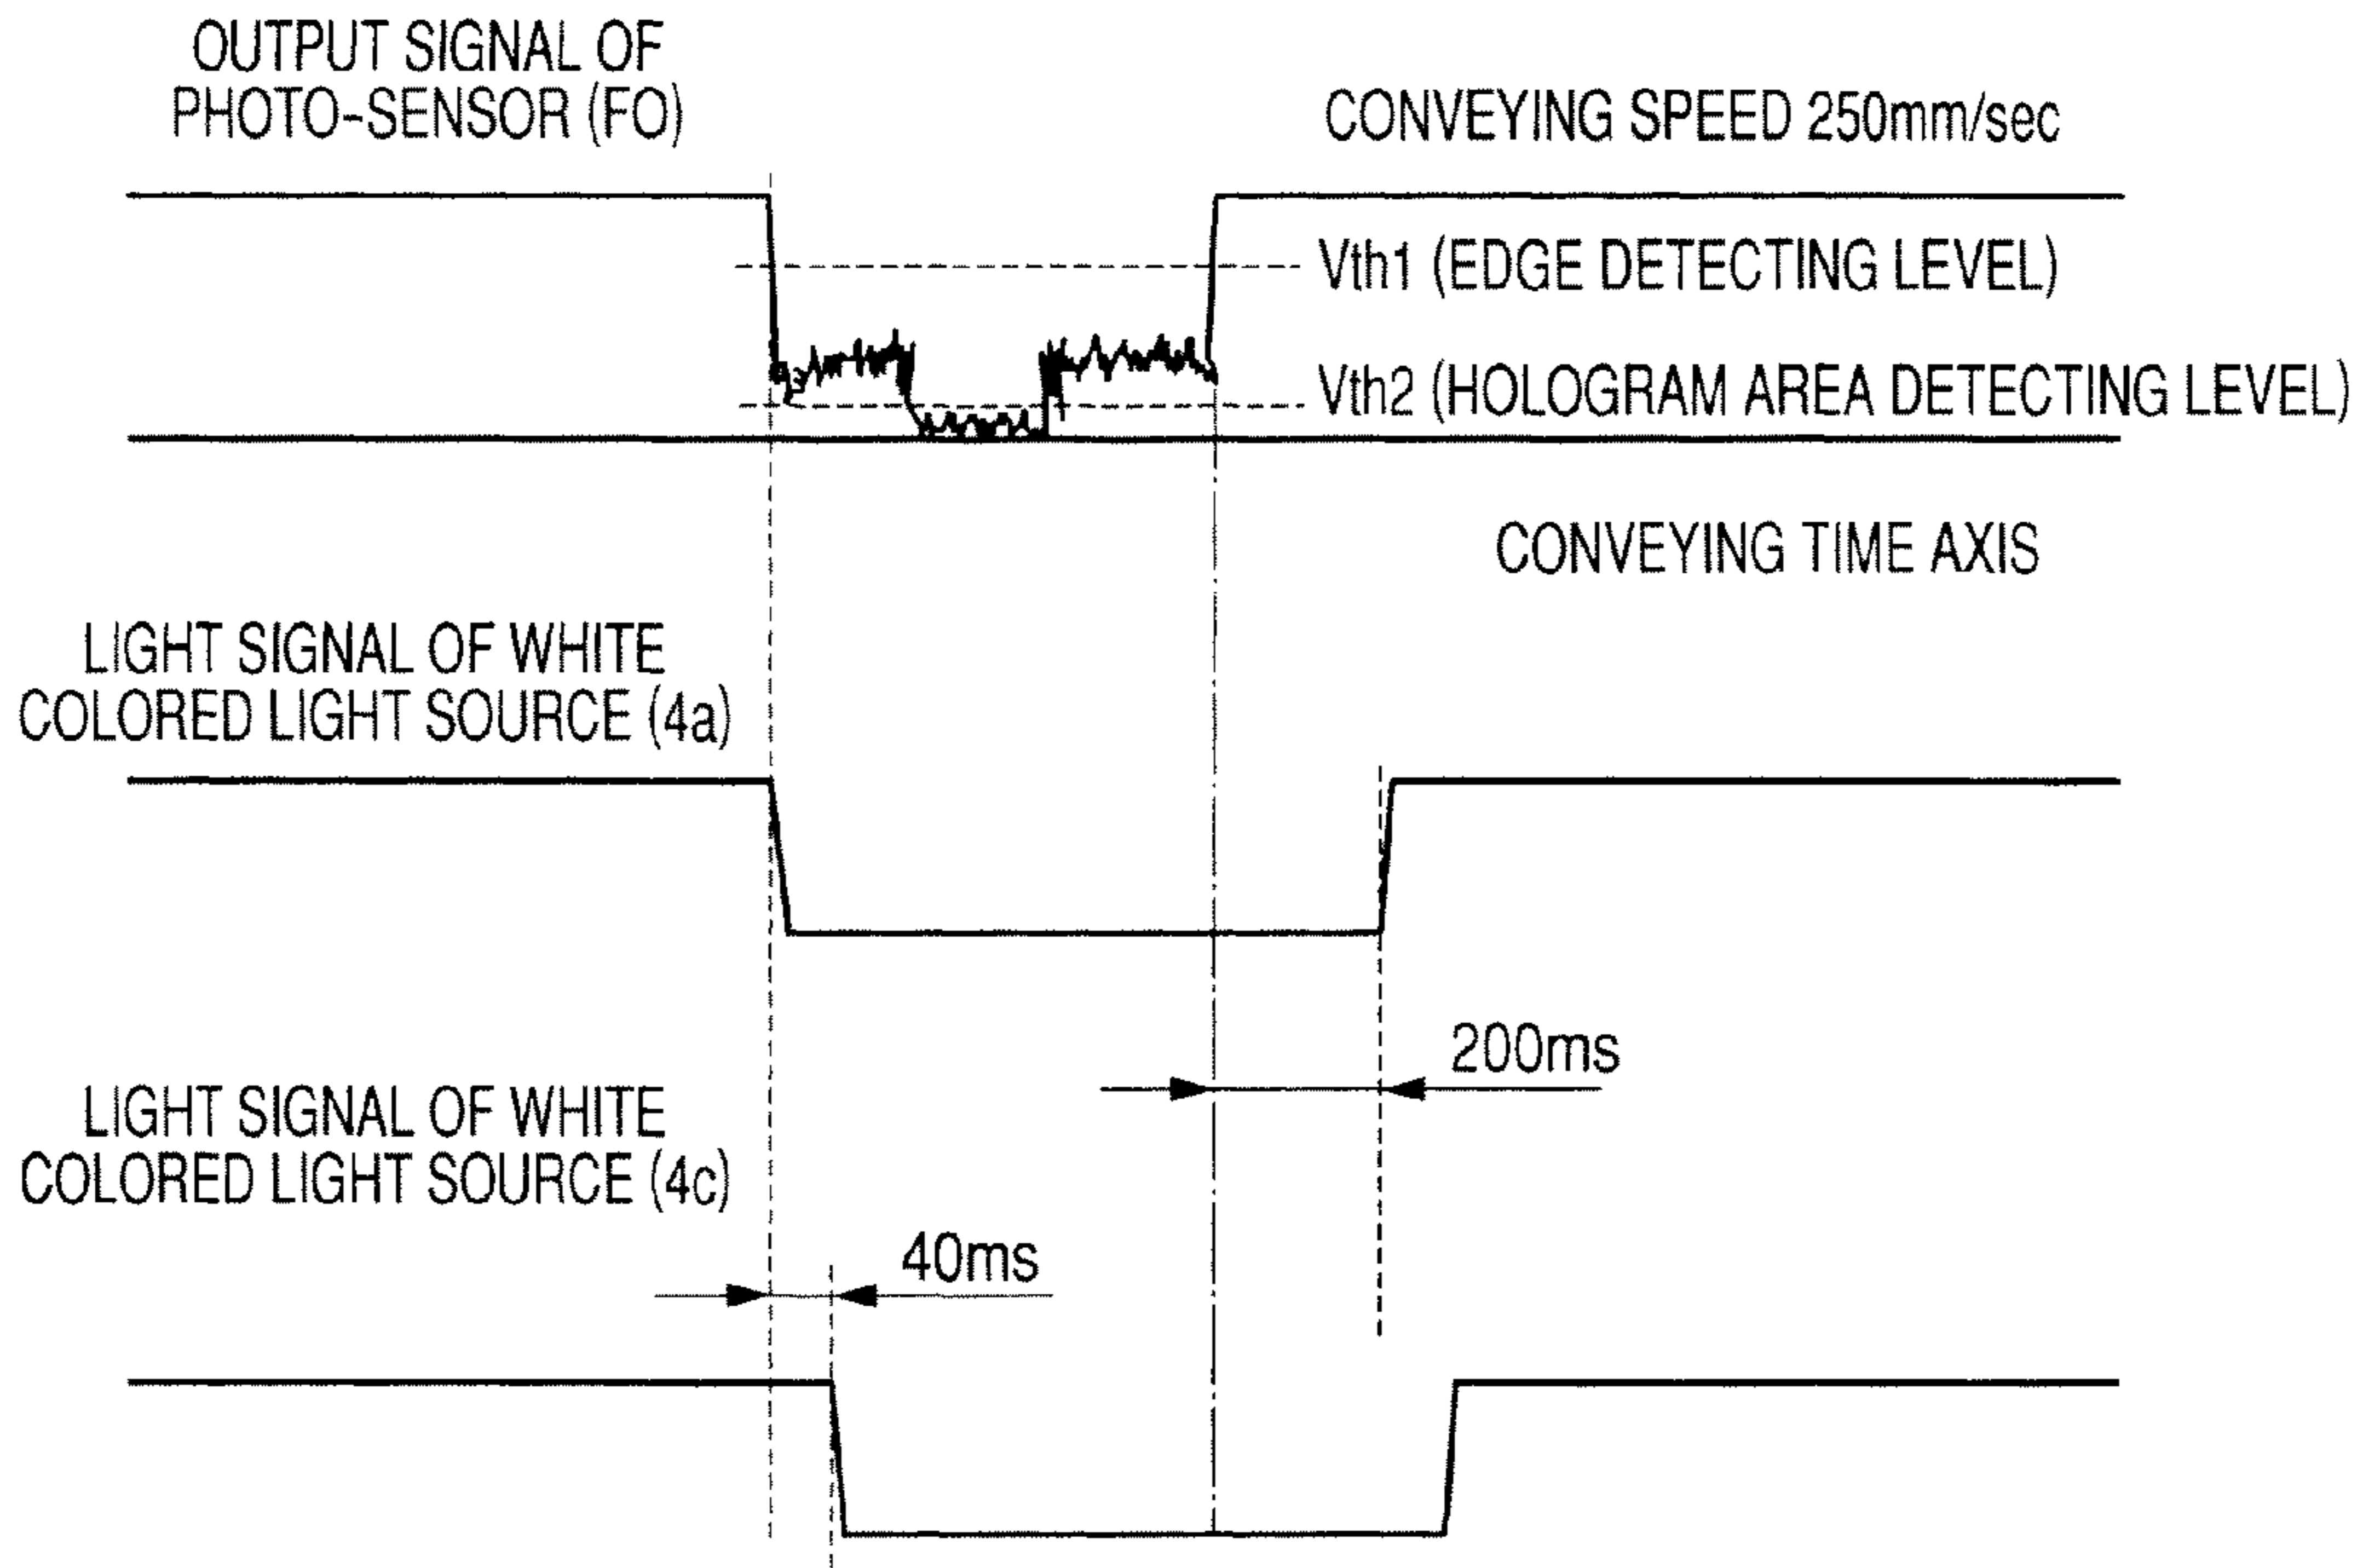 OUTPUT SIGNAL OF
PHOTO-SENSOR (FO)
CONVEYING SPEED 250mm/sec
Vth1 (EDGE DETECTING LEVEL)
Vth2 (HOLOGRAM AREA DETECTING LEVEL)
CONVEYING TIME AXIS
LIGHT SIGNAL OF WHITE
COLORED LIGHT SOURCE (4a)
200ms
LIGHT SIGNAL OF WHITE
COLORED LIGHT SOURCE (4c)
40ms